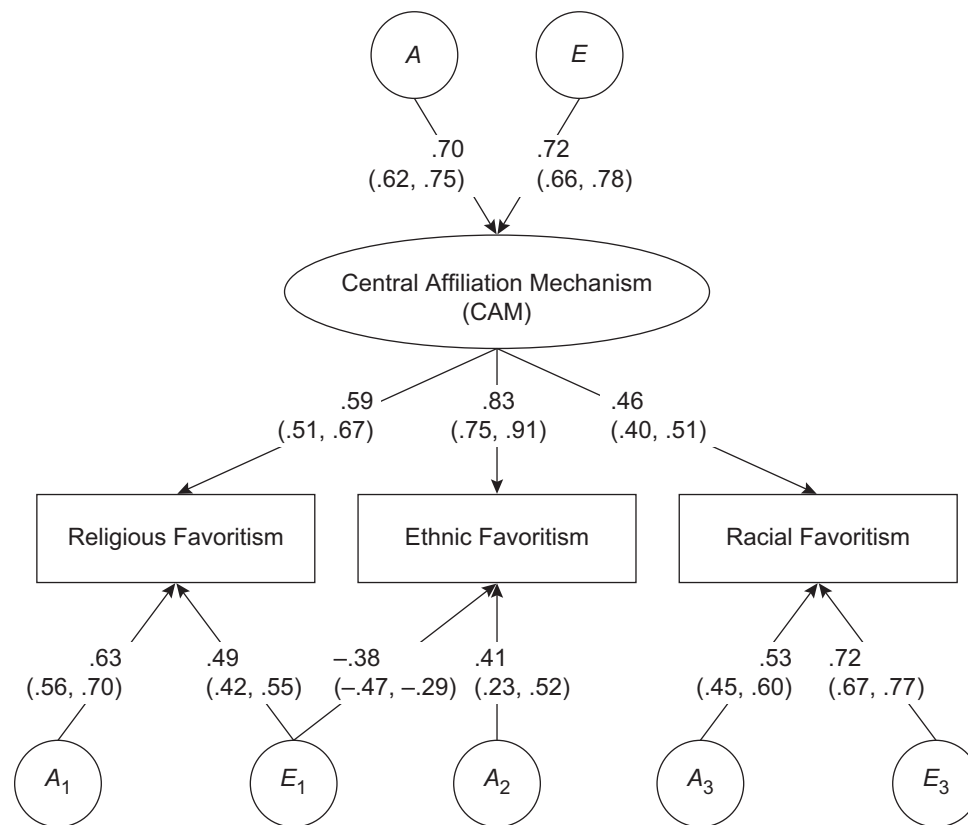 A E
.70 .72
(.62, .75) (.66, .78)
Central Affiliation Mechanism
(CAM)
.59 .83 .46
(.51, .67) (.75, .91) (.40, .51)
Religious Favoritism Ethnic Favoritism Racial Favoritism
.63 .49 –.38 .41 .53 .72
(.56, .70) (.42, .55) (–.47, –.29) (.23, .52) (.45, .60) (.67, .77)
A1 E1 A2 A3 E3